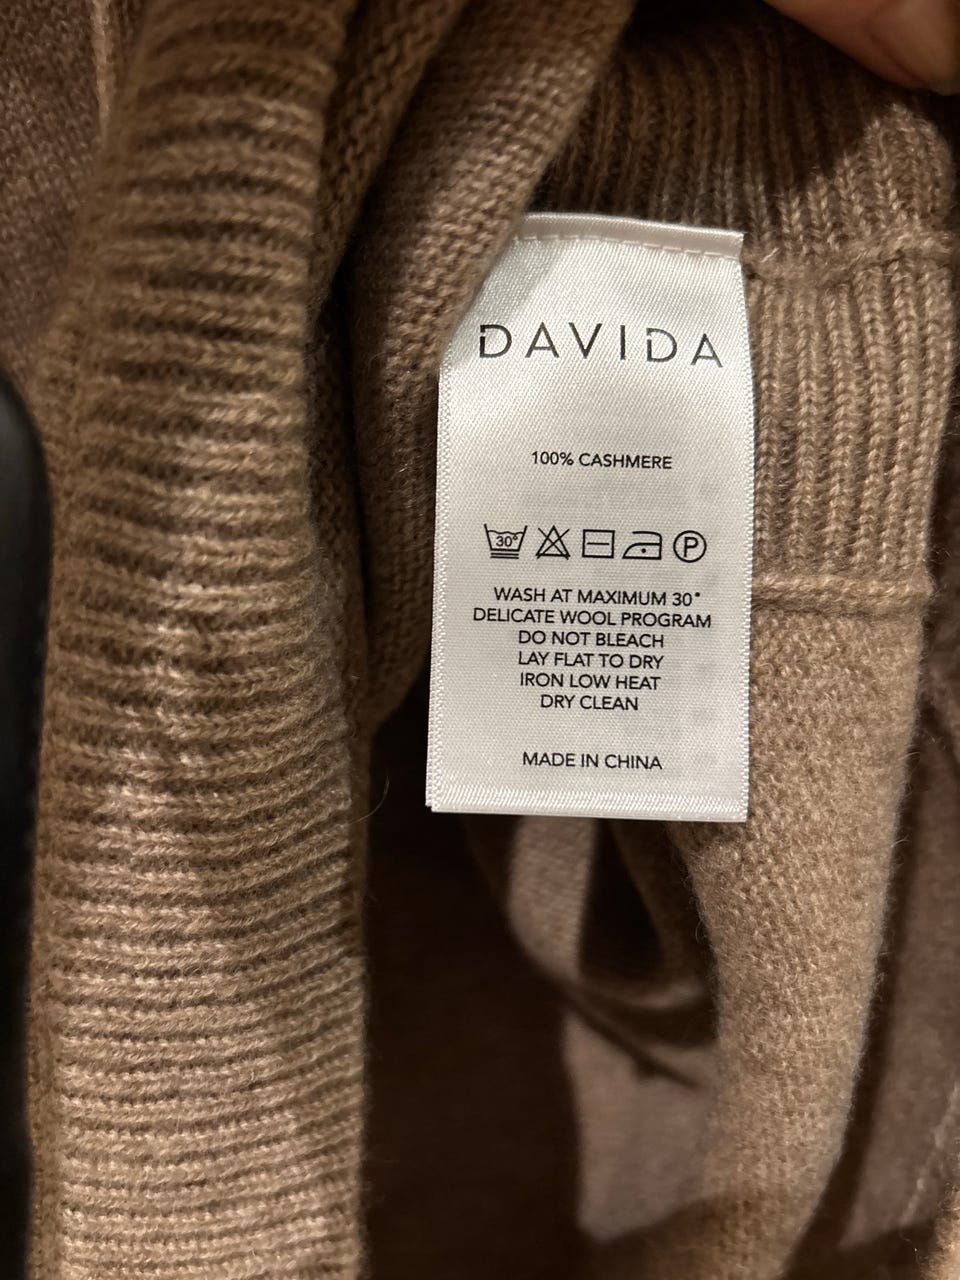 DAVIDA
100% CASHMERE
30°
P
WASH AT MAXIMUM 30°
DELICATE WOOL PROGRAM
DO NOT BLEACH
LAY FLAT TO DRY
IRON LOW HEAT
DRY CLEAN
MADE IN CHINA